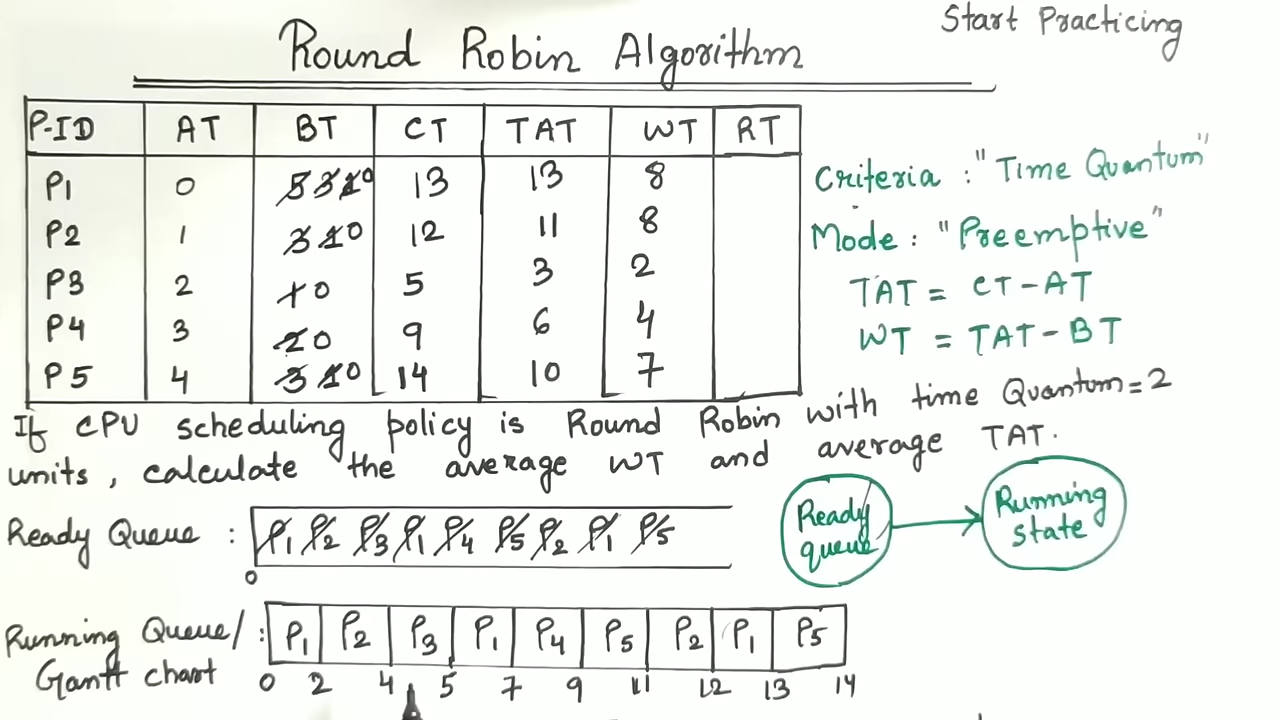 Start Practicing
Round Robin Algorithm
P-ID AT BT CT TAT WT RT
P1 0 5 3 1 0 13 13 8
P2 1 3 1 0 12 11 8
P3 2 1 0 5 3 2
P4 3 2 0 9 6 4
P5 4 3 1 0 14 10 7
Criteria : "Time Quantum"
Mode : "Preemptive"
TAT = CT - AT
WT = TAT - BT
If CPU scheduling policy is Round Robin with time Quantum = 2
units, calculate the average WT and average TAT.
Ready Queue : P1 P2 P3 P1 P4 P5 P2 P1 P5
0
Ready
queue
Running
state
Running Queue/ : P1 P2 P3 P1 P4 P5 P2 P1 P5
Gantt chart 0 2 4 5 7 9 11 12 13 14